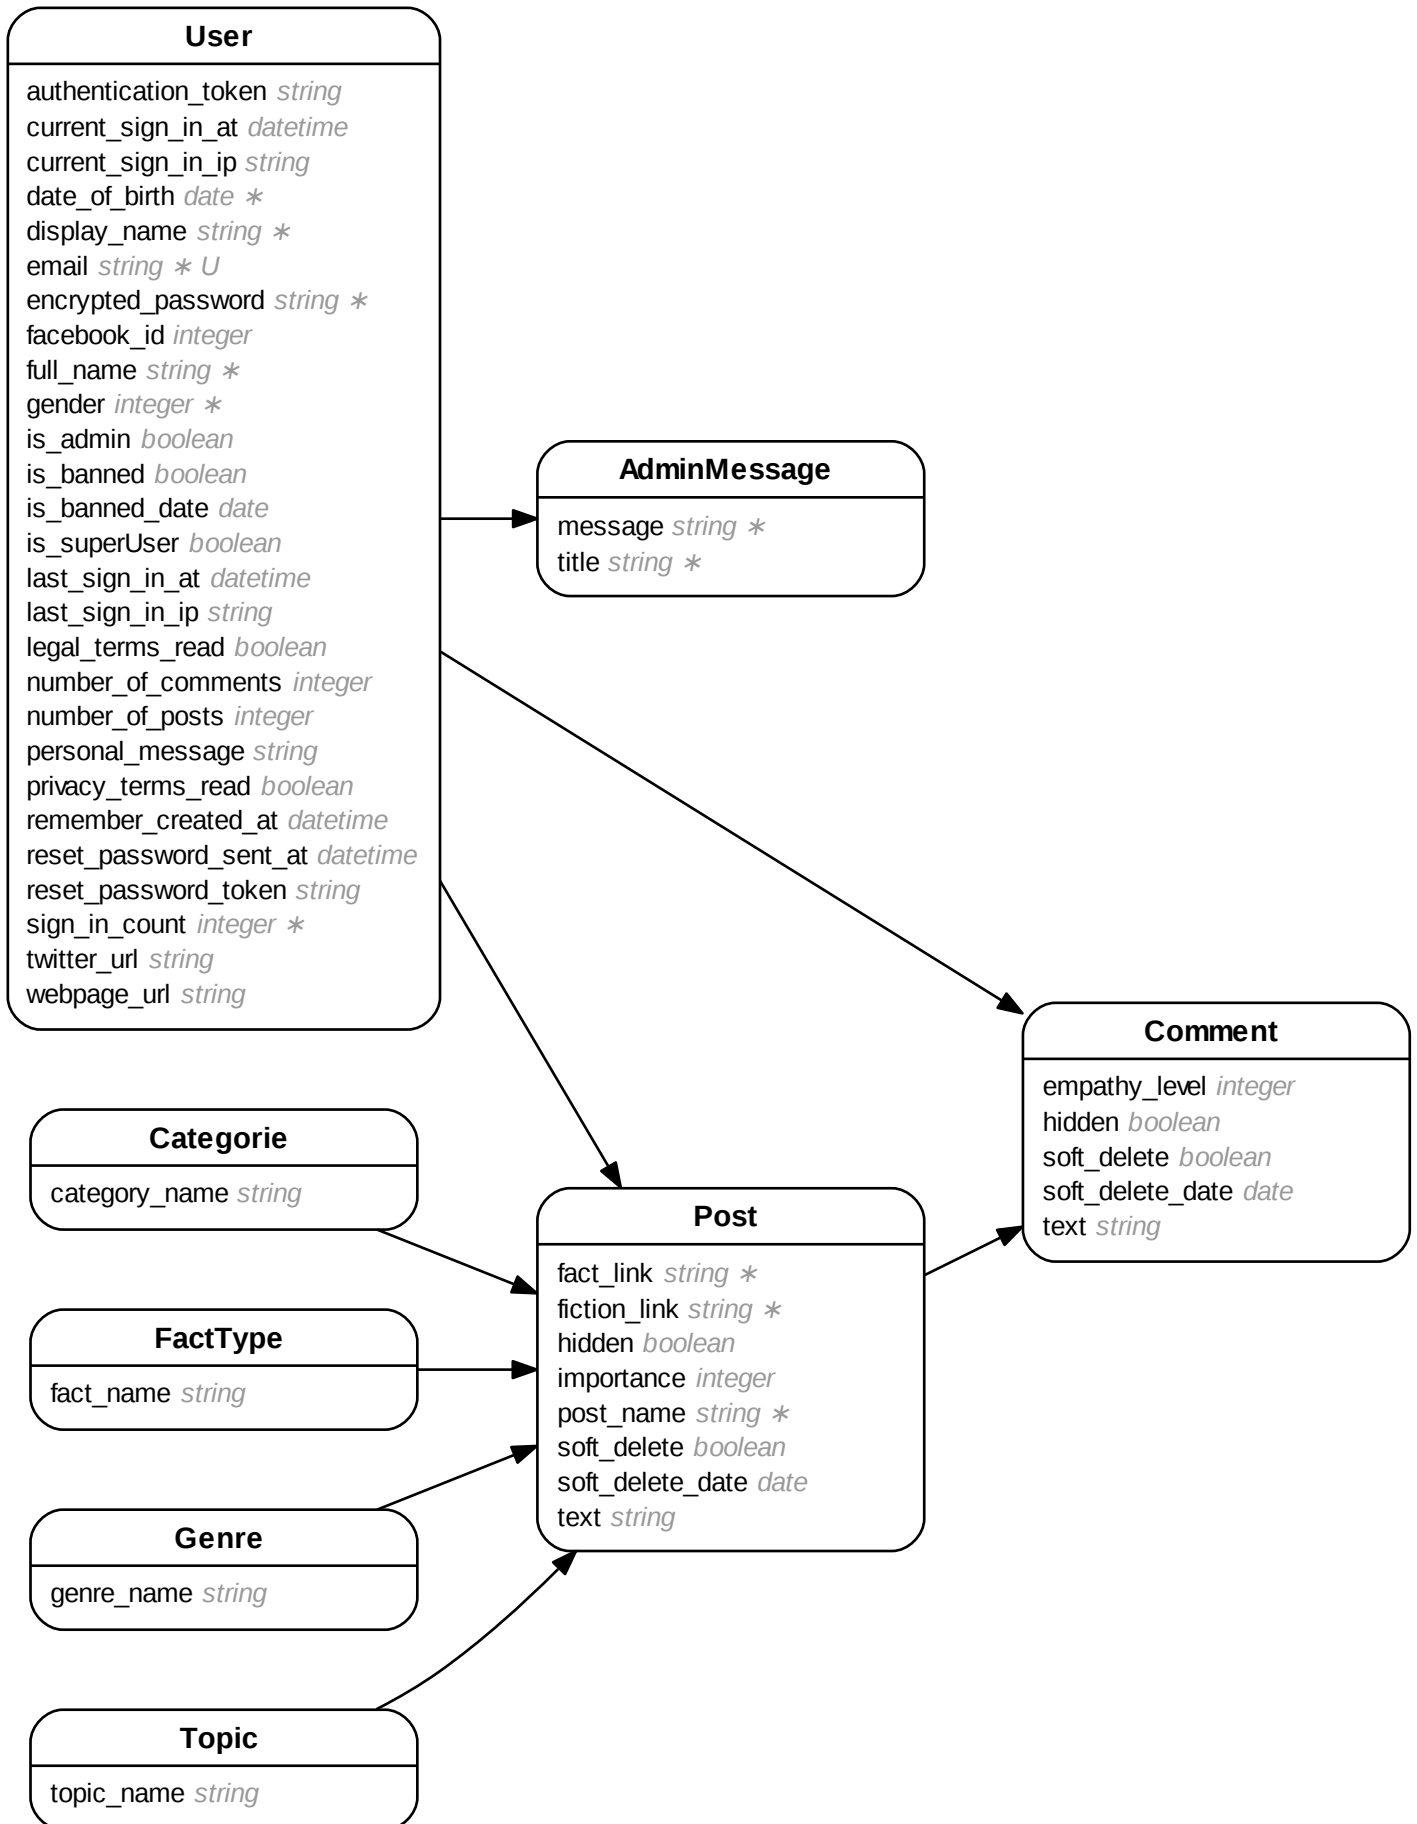 User
authentication_token string
current_sign_in_at datetime
current_sign_in_ip string
date_of_birth date ∗
display_name string ∗
email string ∗ U
encrypted_password string ∗
facebook_id integer
full_name string ∗
gender integer ∗
is_admin boolean
is_banned boolean
is_banned_date date
is_superUser boolean
last_sign_in_at datetime
last_sign_in_ip string
legal_terms_read boolean
number_of_comments integer
number_of_posts integer
personal_message string
privacy_terms_read boolean
remember_created_at datetime
reset_password_sent_at datetime
reset_password_token string
sign_in_count integer ∗
twitter_url string
webpage_url string
AdminMessage
message string ∗
title string ∗
Comment
empathy_level integer
hidden boolean
soft_delete boolean
soft_delete_date date
text string
Categorie
category_name string
Post
fact_link string ∗
fiction_link string ∗
hidden boolean
importance integer
post_name string ∗
soft_delete boolean
soft_delete_date date
text string
FactType
fact_name string
Genre
genre_name string
Topic
topic_name string